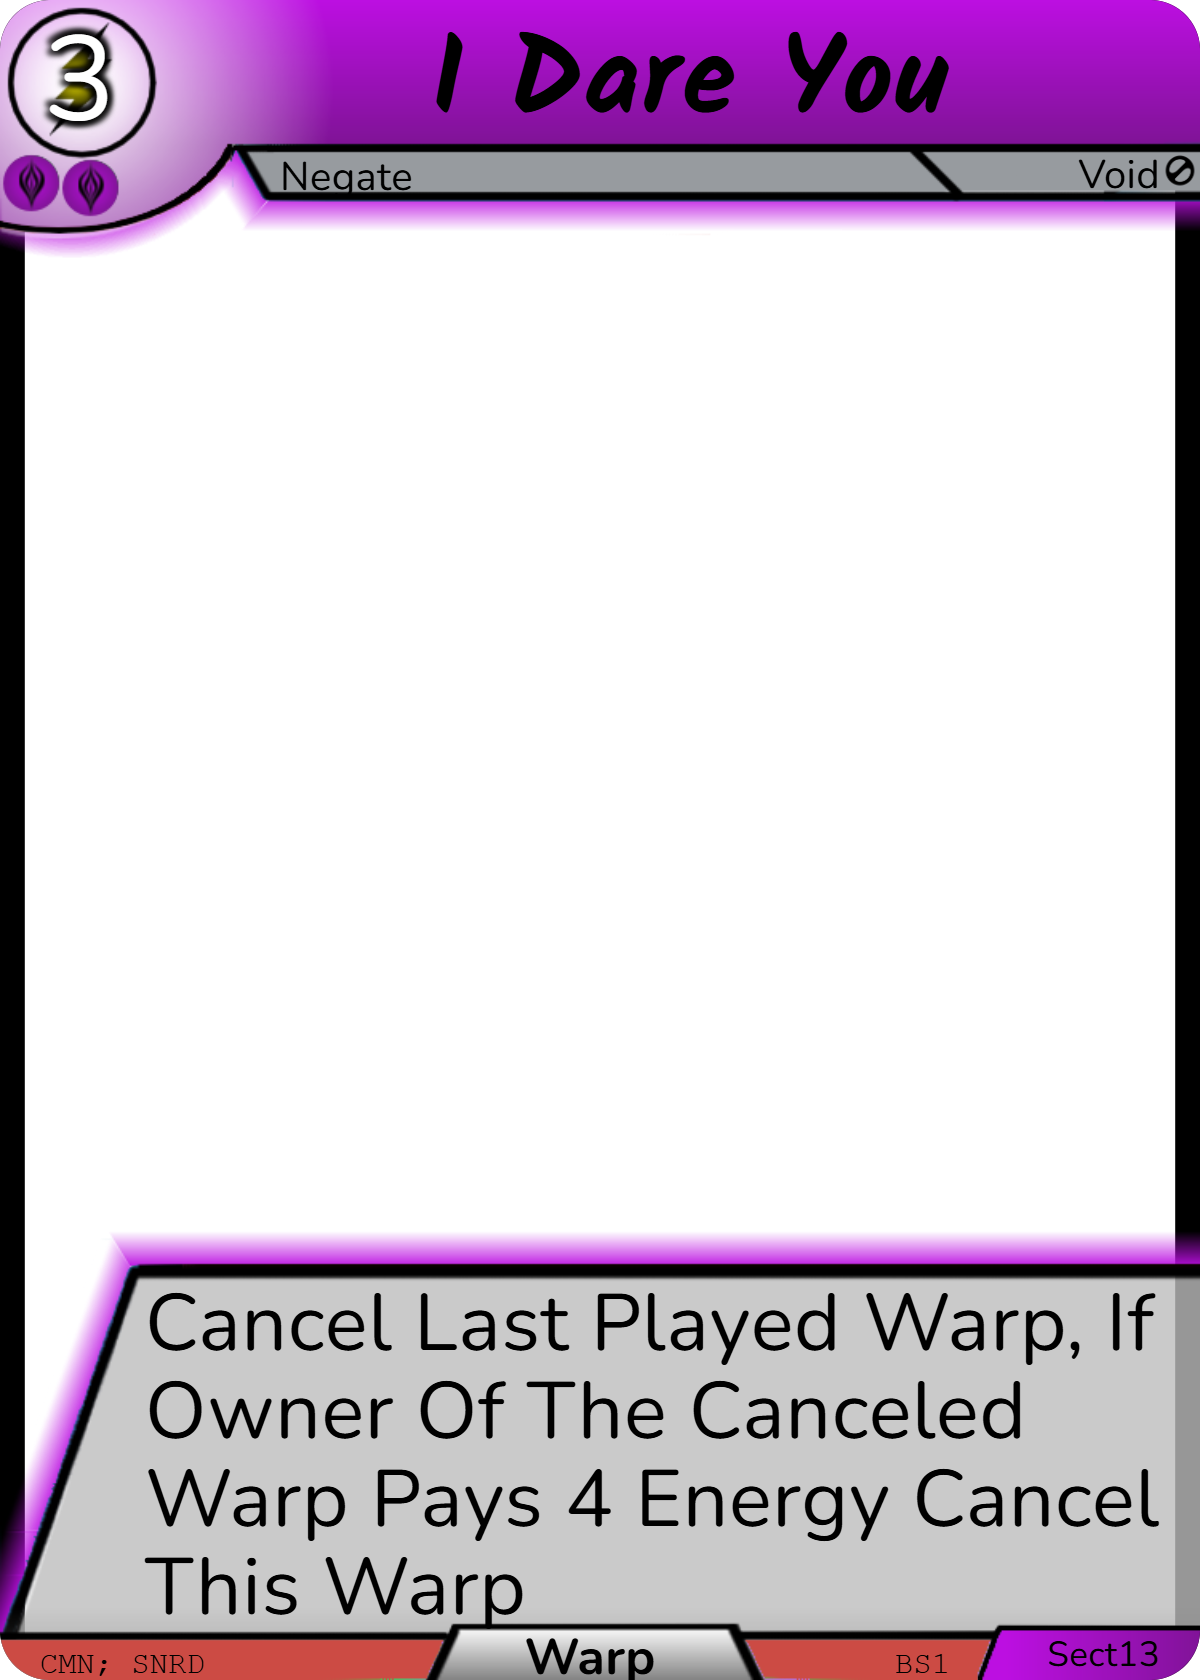 3
I Dare You
Negate
Void
Cancel Last Played Warp, If
Owner Of The Canceled
Warp Pays 4 Energy Cancel
This Warp
CMN; SNRD
Warp
BS1
Sect13